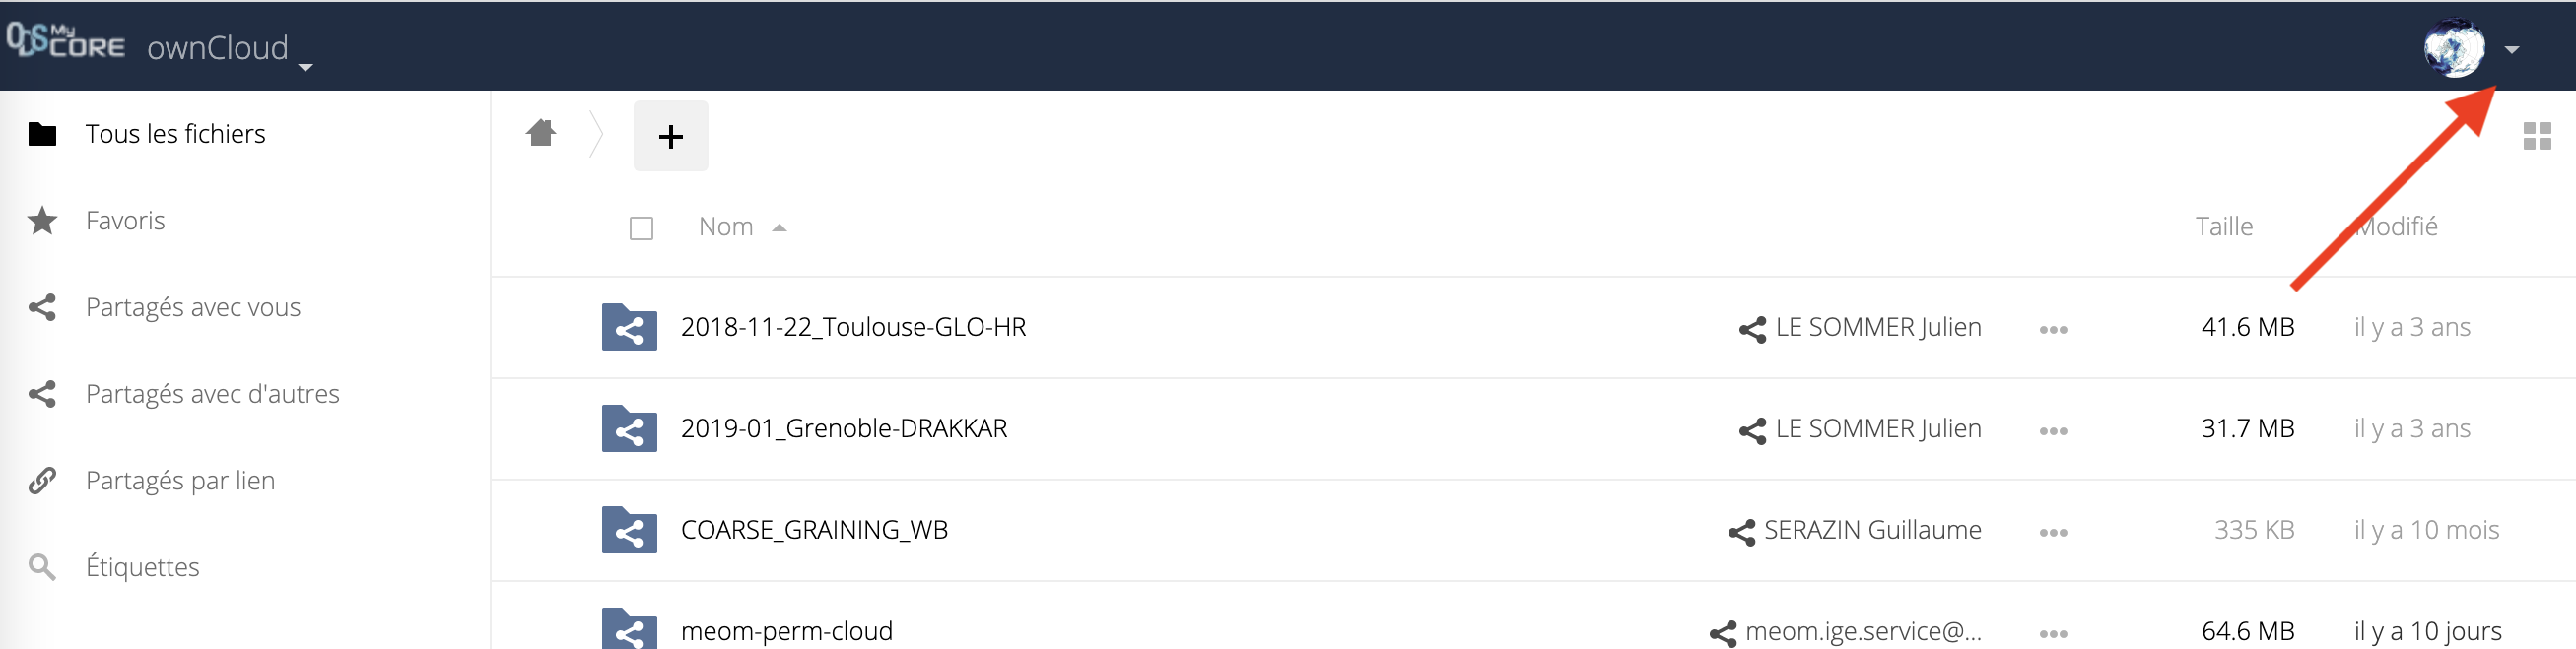 ODS My CORE ownCloud
Tous les fichiers
Favoris
Partagés avec vous
Partagés avec d'autres
Partagés par lien
Étiquettes
Nom Taille Modifié
2018-11-22_Toulouse-GLO-HR LE SOMMER Julien 41.6 MB il y a 3 ans
2019-01_Grenoble-DRAKKAR LE SOMMER Julien 31.7 MB il y a 3 ans
COARSE_GRAINING_WB SERAZIN Guillaume 335 KB il y a 10 mois
meom-perm-cloud meom.ige.service@... 64.6 MB il y a 10 jours